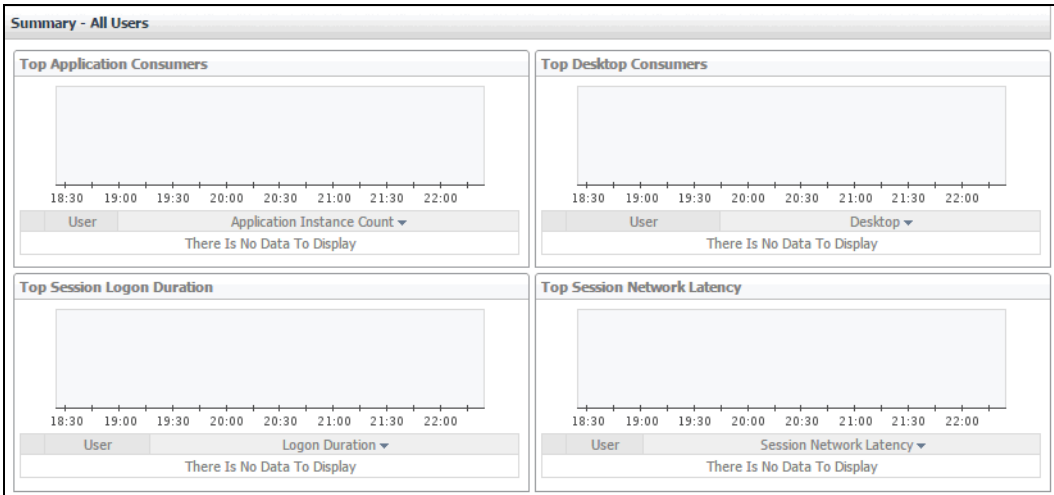 Summary - All Users
Top Application Consumers
18:30 19:00 19:30 20:00 20:30 21:00 21:30 22:00
User Application Instance Count
There Is No Data To Display
Top Desktop Consumers
18:30 19:00 19:30 20:00 20:30 21:00 21:30 22:00
User Desktop
There Is No Data To Display
Top Session Logon Duration
18:30 19:00 19:30 20:00 20:30 21:00 21:30 22:00
User Logon Duration
There Is No Data To Display
Top Session Network Latency
18:30 19:00 19:30 20:00 20:30 21:00 21:30 22:00
User Session Network Latency
There Is No Data To Display